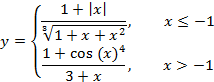 y = { (1 + |x|) / ∛(1 + x + x²), x ≤ −1
(1 + cos (x)⁴) / (3 + x), x > −1